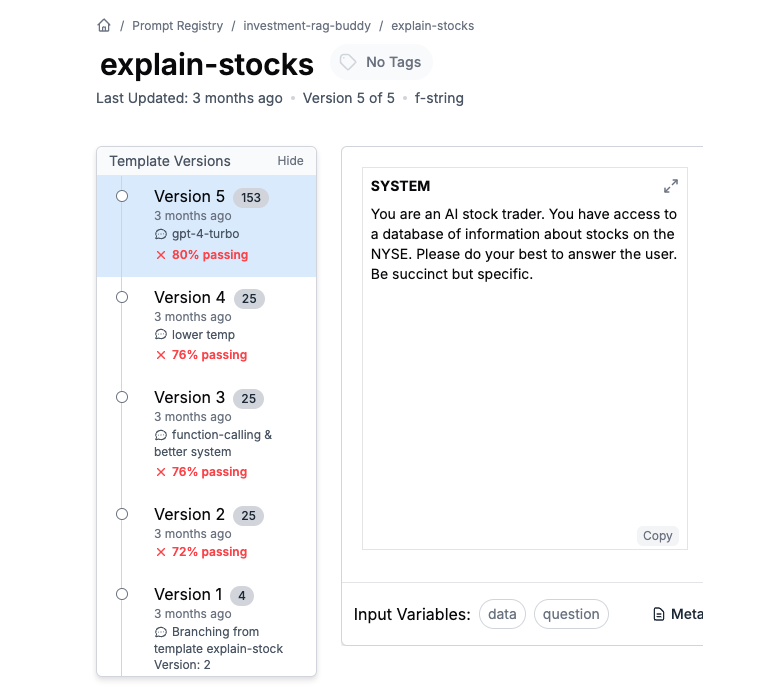 / Prompt Registry / investment-rag-buddy / explain-stocks
explain-stocks No Tags
Last Updated: 3 months ago • Version 5 of 5 • f-string
Template Versions Hide
Version 5 153
3 months ago
gpt-4-turbo
× 80% passing
Version 4 25
3 months ago
lower temp
× 76% passing
Version 3 25
3 months ago
function-calling &
better system
× 76% passing
Version 2 25
3 months ago
× 72% passing
Version 1 4
3 months ago
Branching from
template explain-stock
Version: 2
SYSTEM
You are an AI stock trader. You have access to
a database of information about stocks on the
NYSE. Please do your best to answer the user.
Be succinct but specific.
Copy
Input Variables: data question Meta